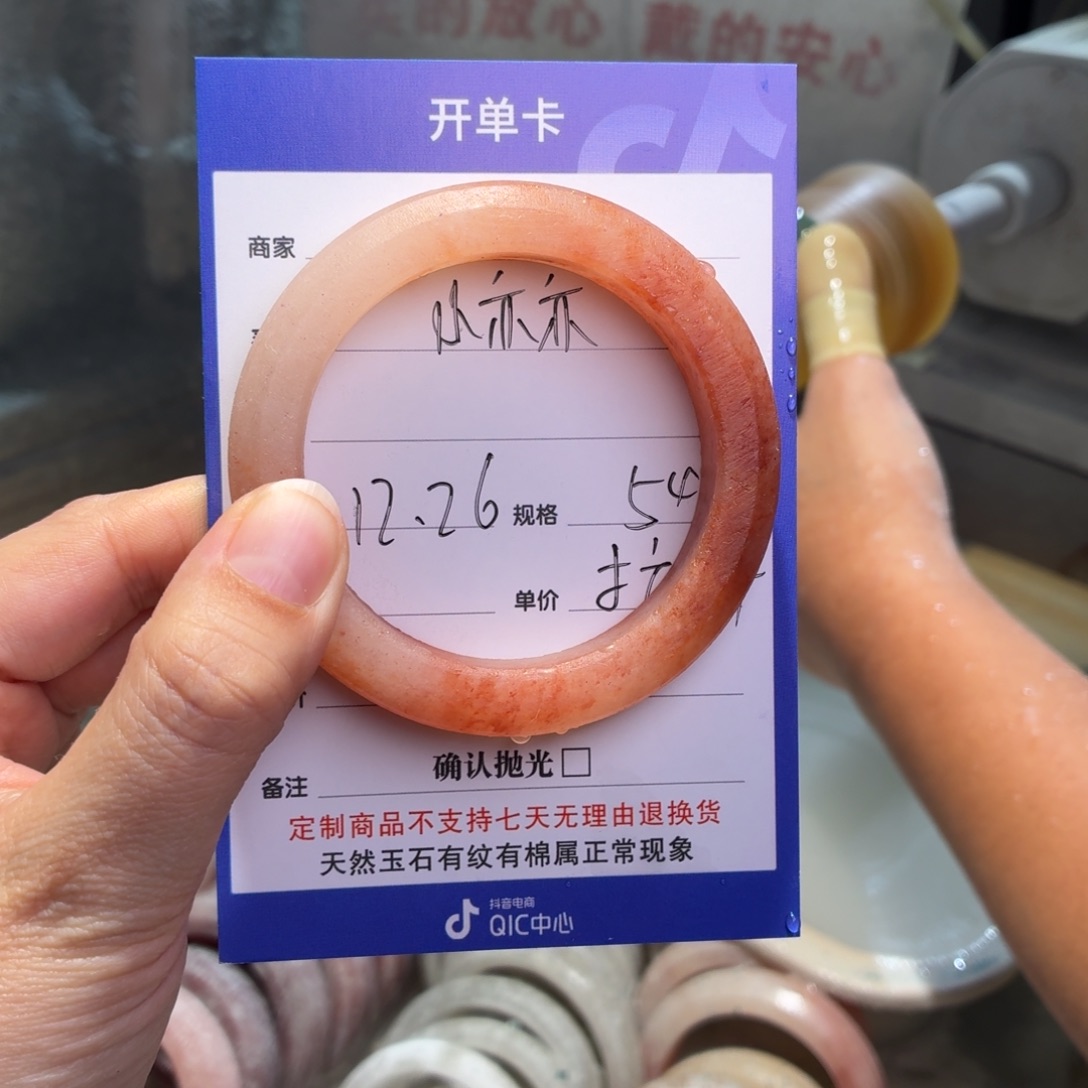 的放心 戴的安心
开单卡
商家
小亦亦
12.26 规格 54
单价
确认抛光□
备注
定制商品不支持七天无理由退换货
天然玉石有纹有棉属正常现象
抖音电商
QIC中心